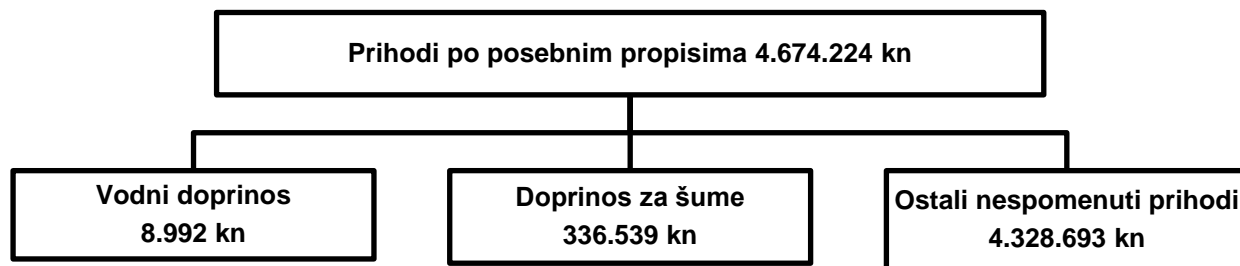 Prihodi po posebnim propisima 4.674.224 kn
Vodni doprinos
8.992 kn
Doprinos za šume
336.539 kn
Ostali nespomenuti prihodi
4.328.693 kn